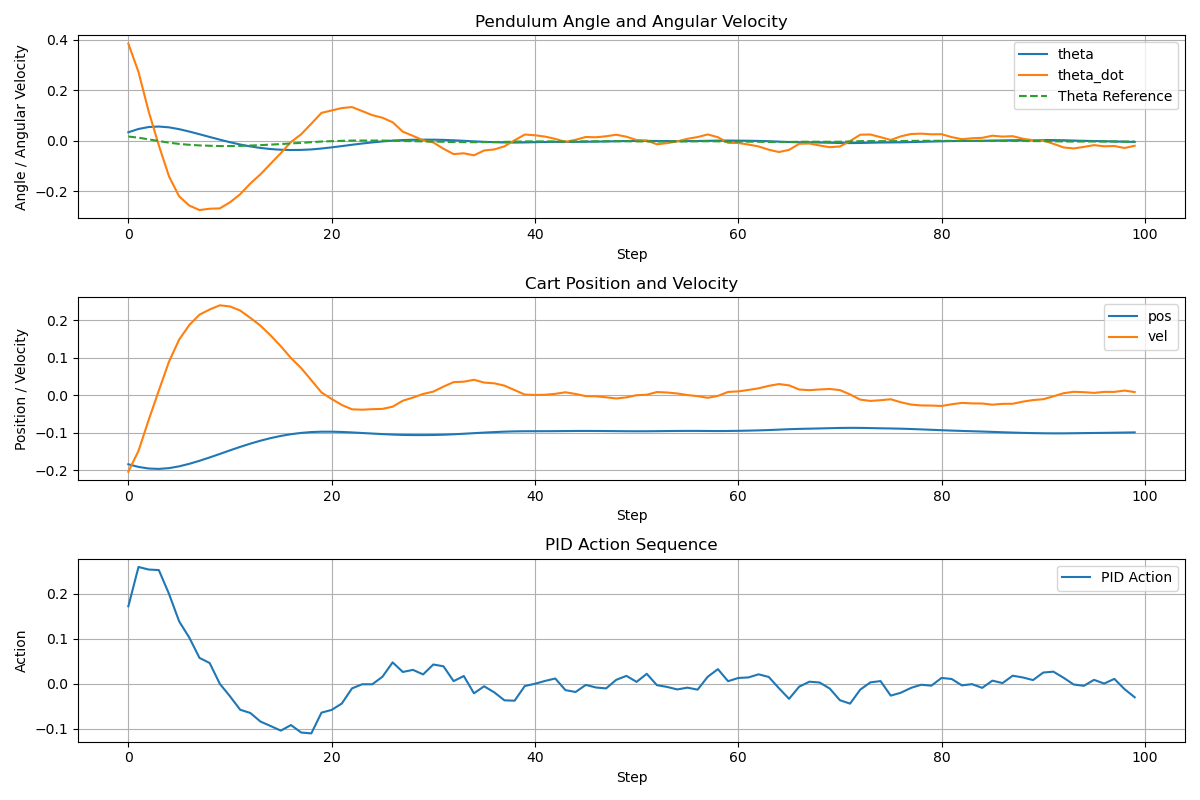 Pendulum Angle and Angular Velocity
Angle / Angular Velocity
0.4
0.2
0.0
−0.2
theta
theta_dot
Theta Reference
0 20 40 60 80 100
Step
Cart Position and Velocity
Position / Velocity
0.2
0.1
0.0
−0.1
−0.2
pos
vel
0 20 40 60 80 100
Step
PID Action Sequence
Action
0.2
0.1
0.0
−0.1
PID Action
0 20 40 60 80 100
Step